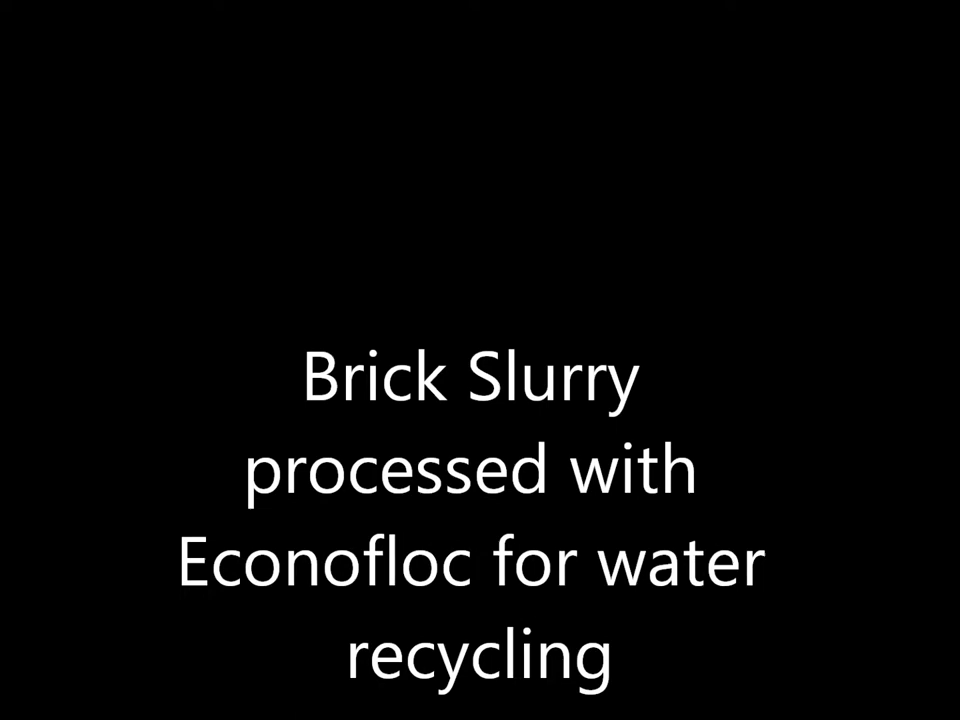 Brick Slurry
processed with
Econofloc for water
recycling